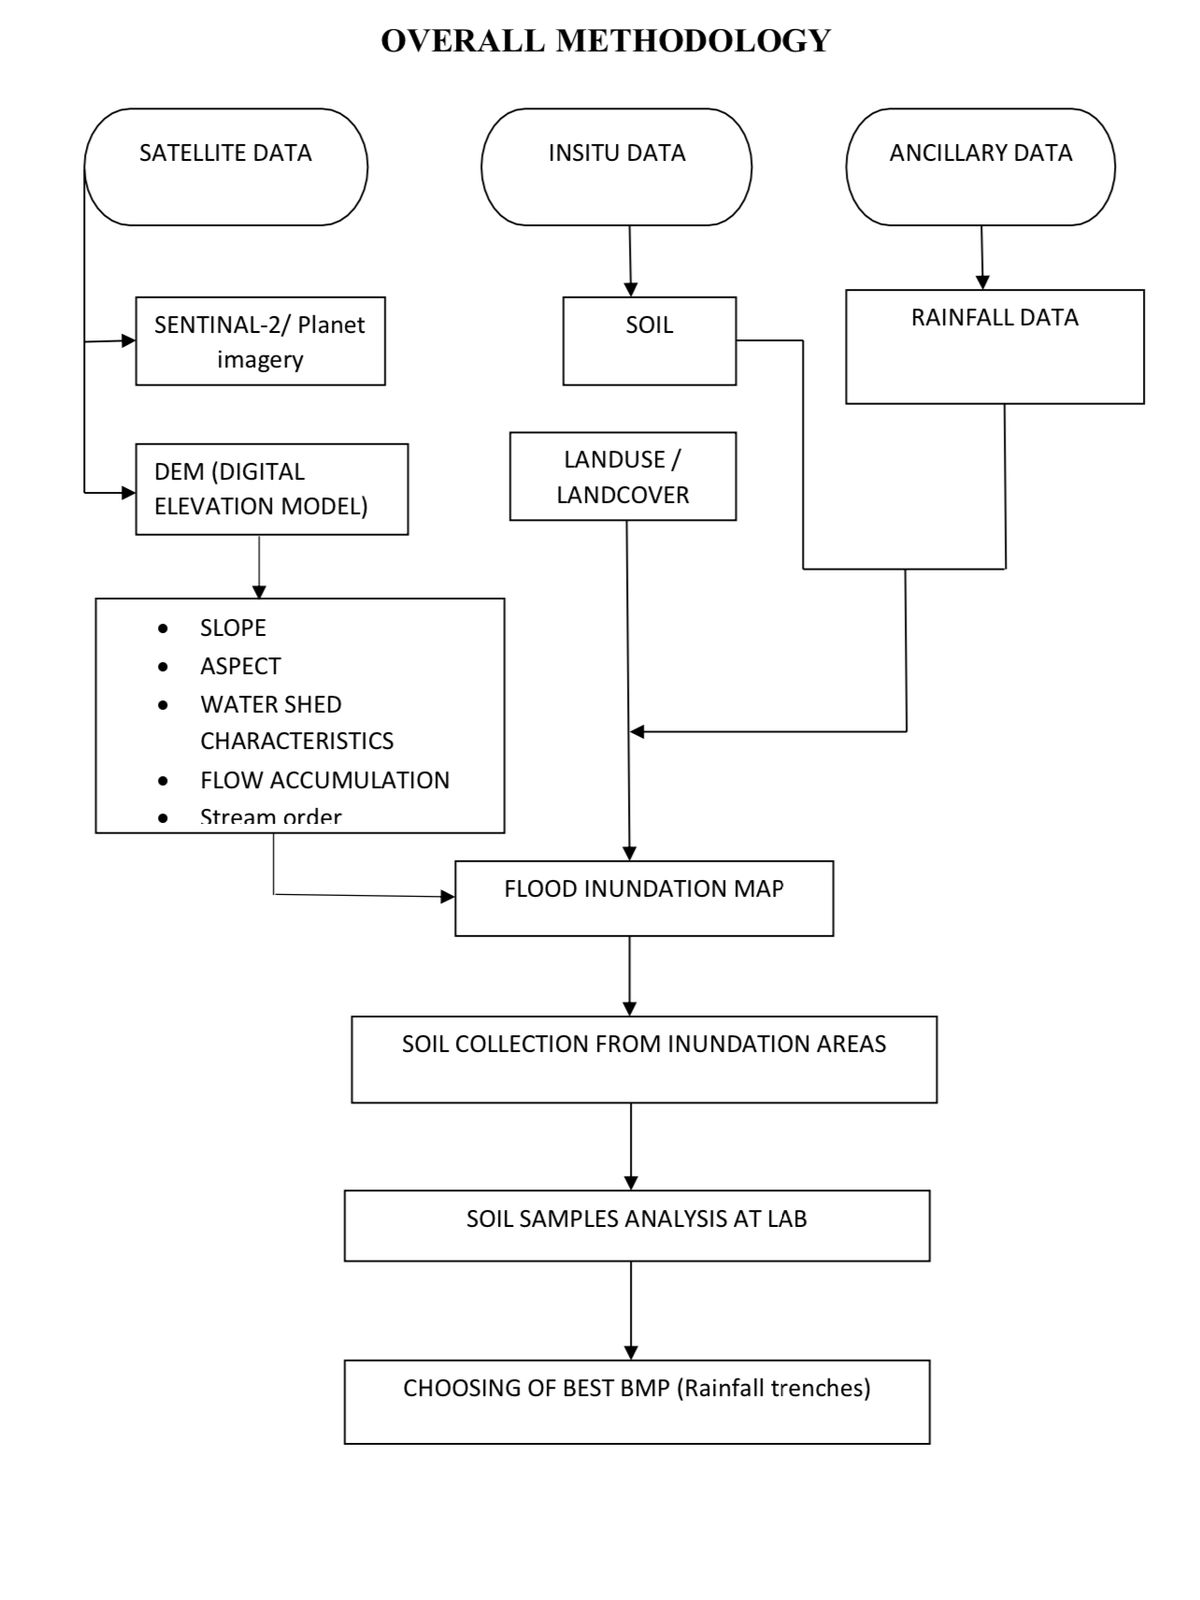 OVERALL METHODOLOGY
SATELLITE DATA
INSITU DATA
ANCILLARY DATA
SENTINAL-2/ Planet
imagery
SOIL
RAINFALL DATA
DEM (DIGITAL
ELEVATION MODEL)
LANDUSE /
LANDCOVER
• SLOPE
• ASPECT
• WATER SHED
CHARACTERISTICS
• FLOW ACCUMULATION
• Stream order
FLOOD INUNDATION MAP
SOIL COLLECTION FROM INUNDATION AREAS
SOIL SAMPLES ANALYSIS AT LAB
CHOOSING OF BEST BMP (Rainfall trenches)